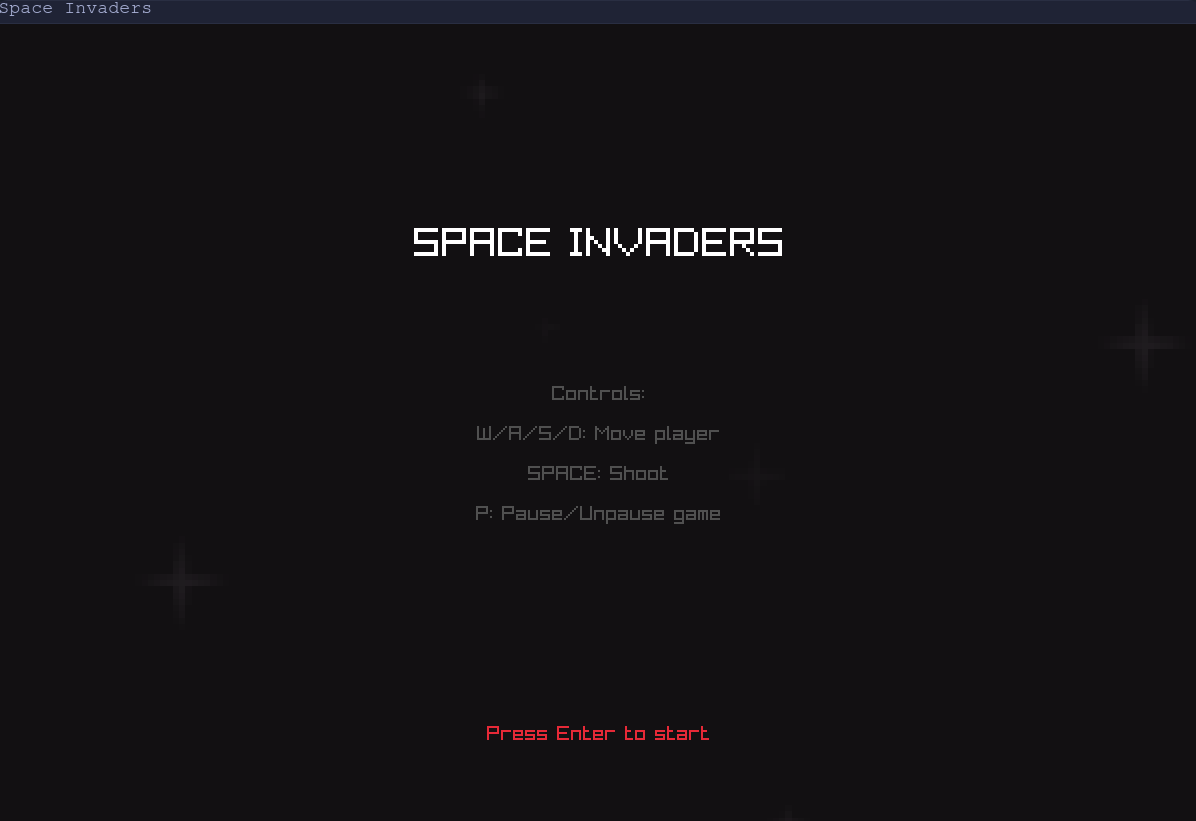 Space Invaders
SPACE INVADERS
Controls:
W/A/S/D: Move player
SPACE: Shoot
P: Pause/Unpause game
Press Enter to start